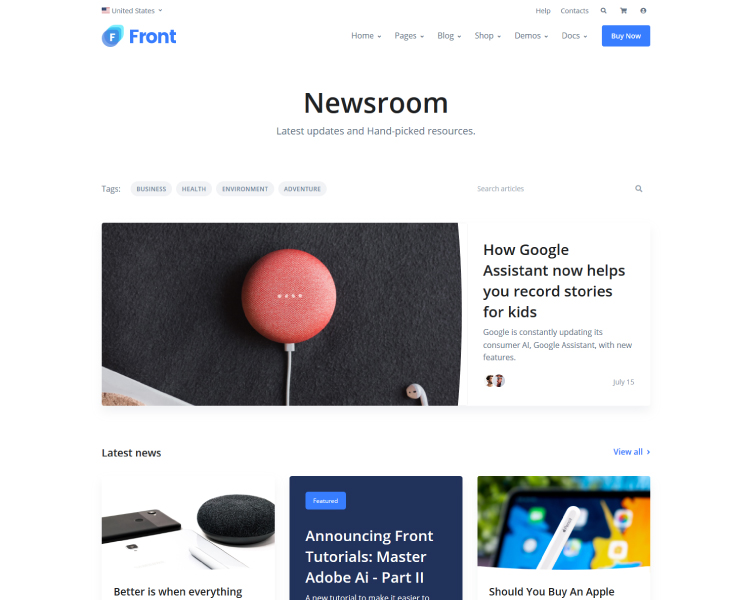 United States
Help Contacts
Front
Home Pages Blog Shop Demos Docs Buy Now
Newsroom
Latest updates and Hand-picked resources.
Tags: BUSINESS HEALTH ENVIRONMENT ADVENTURE Search articles
How Google
Assistant now helps
you record stories
for kids
Google is constantly updating its
consumer AI, Google Assistant, with new
features.
July 15
Latest news
View all
Featured
Announcing Front
Tutorials: Master
Adobe Ai - Part II
A new tutorial to make it easier to
Better is when everything
Should You Buy An Apple